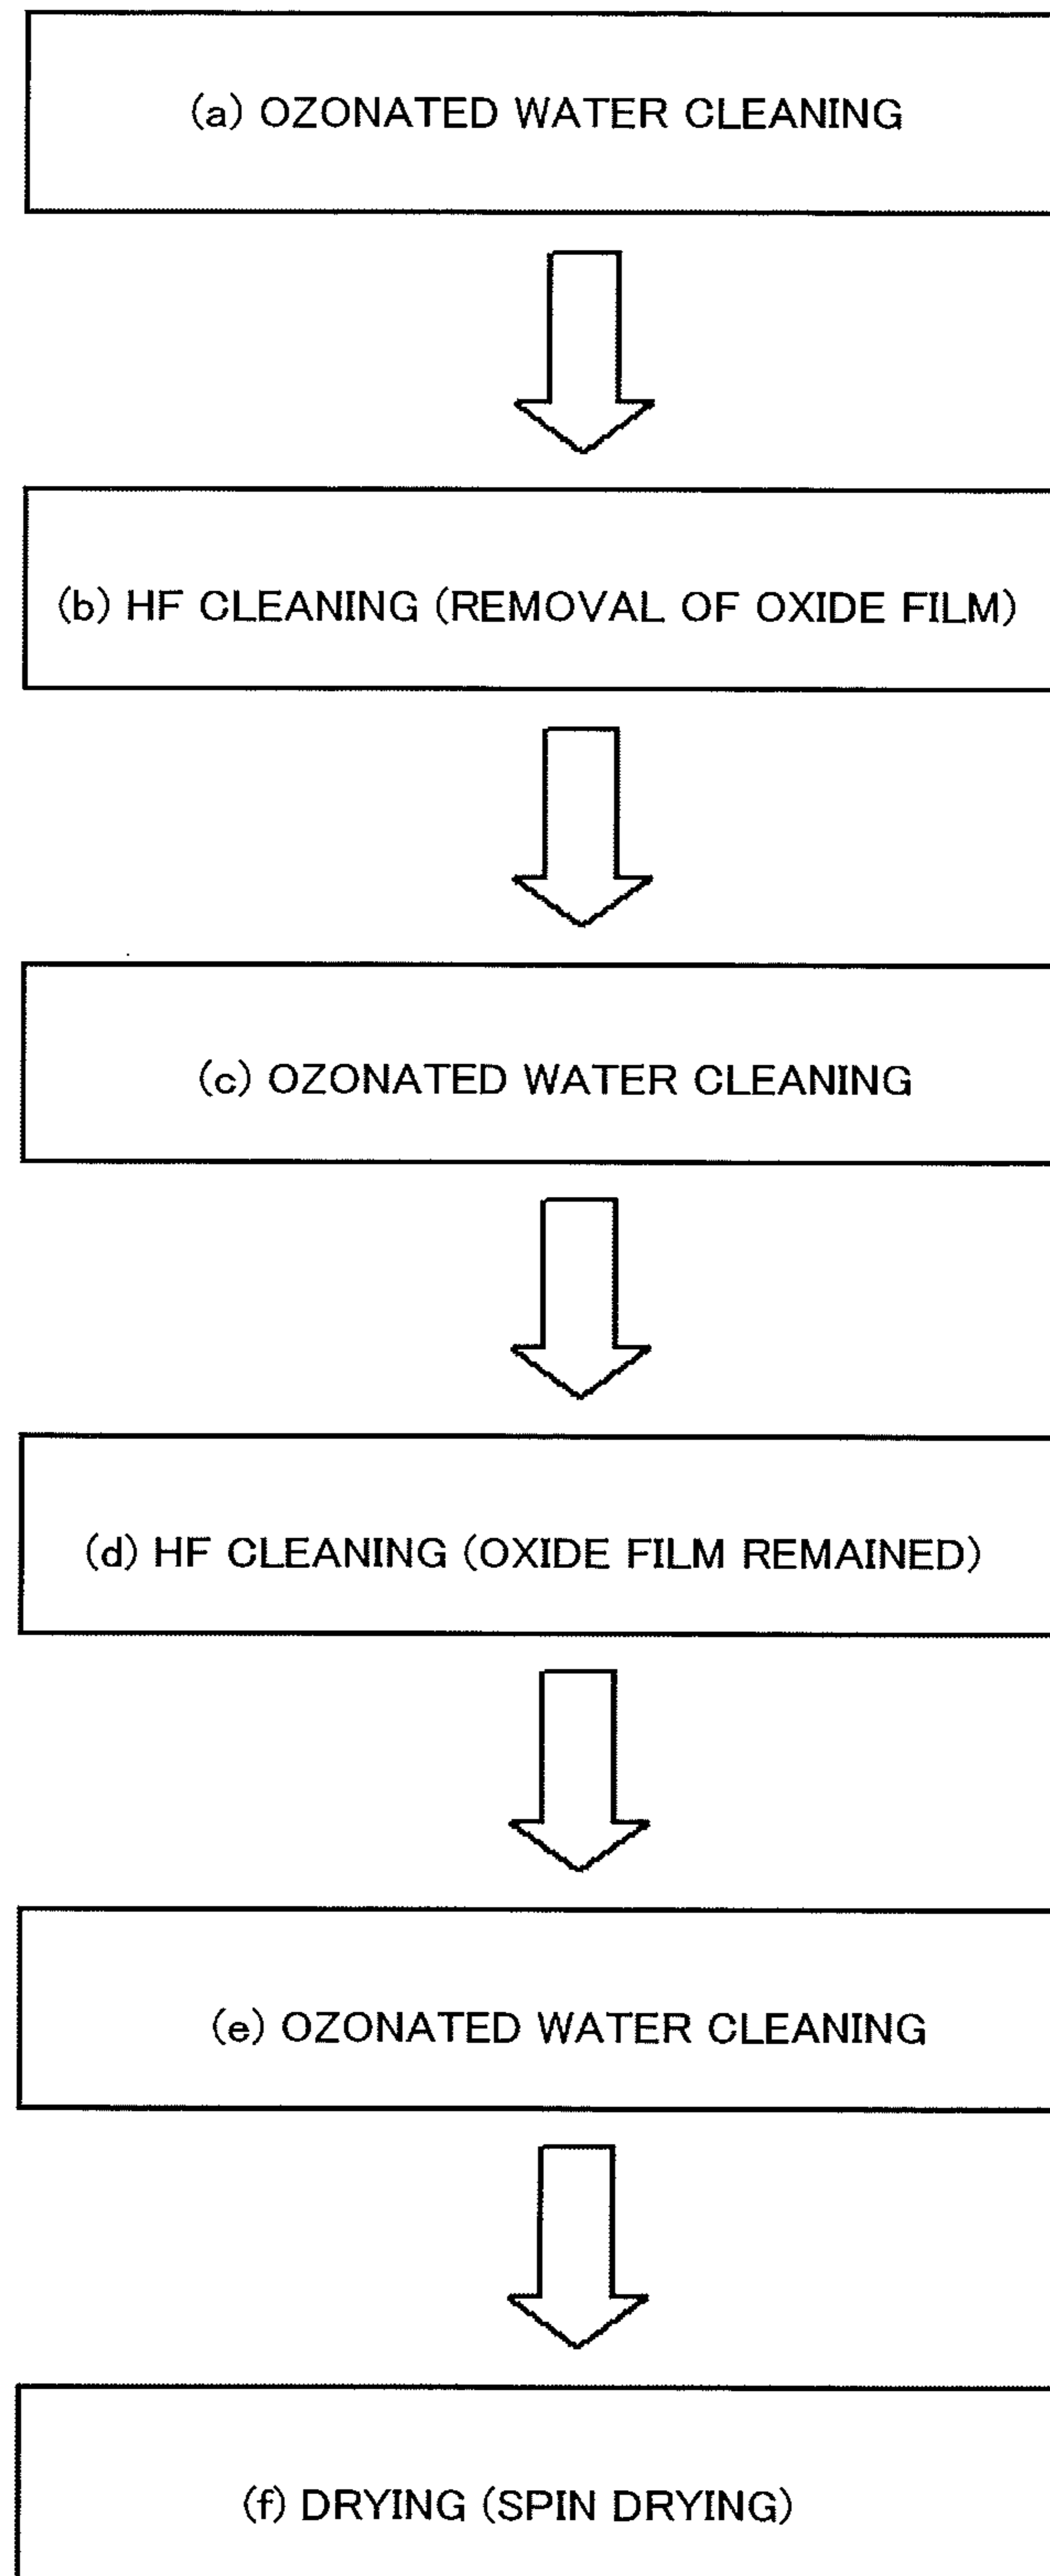 (a) OZONATED WATER CLEANING
(b) HF CLEANING (REMOVAL OF OXIDE FILM)
(c) OZONATED WATER CLEANING
(d) HF CLEANING (OXIDE FILM REMAINED)
(e) OZONATED WATER CLEANING
(f) DRYING (SPIN DRYING)